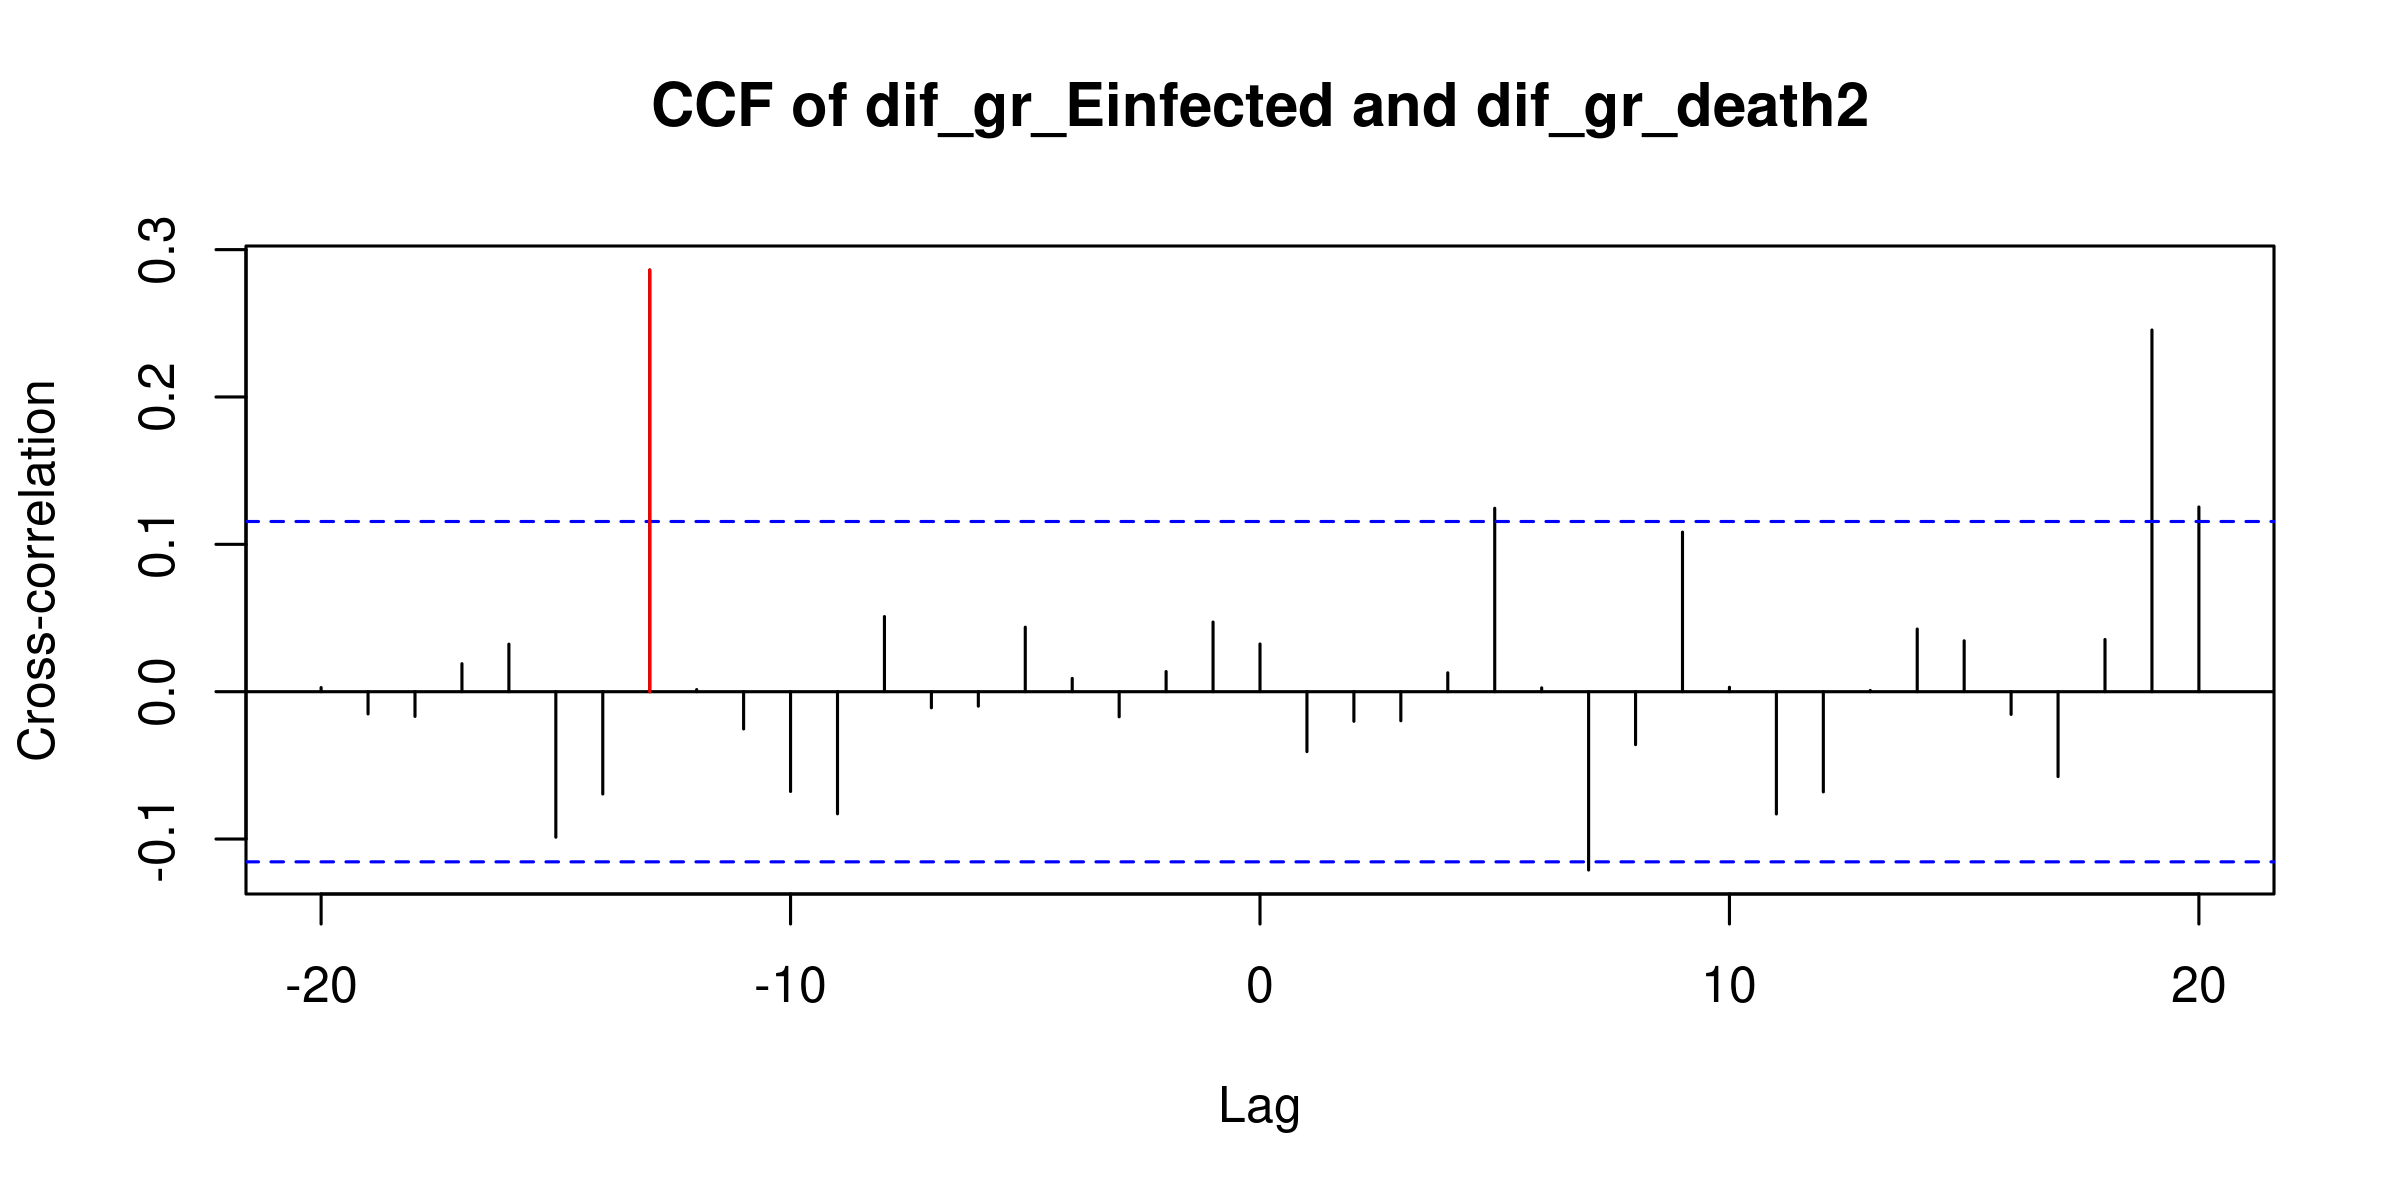 CCF of dif_gr_Einfected and dif_gr_death2
Cross-correlation
0.3
0.2
0.1
0.0
-0.1
-20 -10 0 10 20
Lag